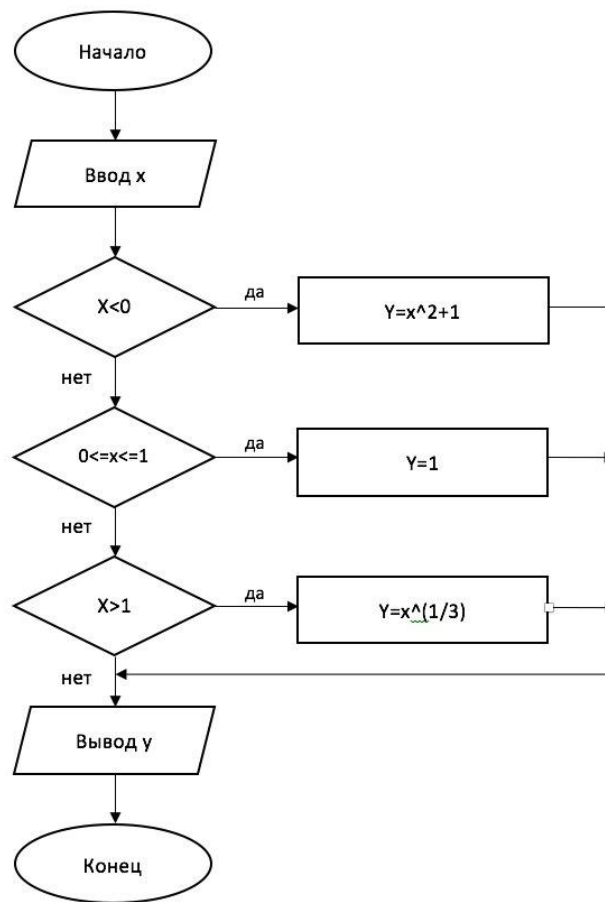 Начало
Ввод x
X<0
да
Y=x^2+1
нет
0<=x<=1
да
Y=1
нет
X>1
да
Y=x^(1/3)
нет
Вывод y
Конец